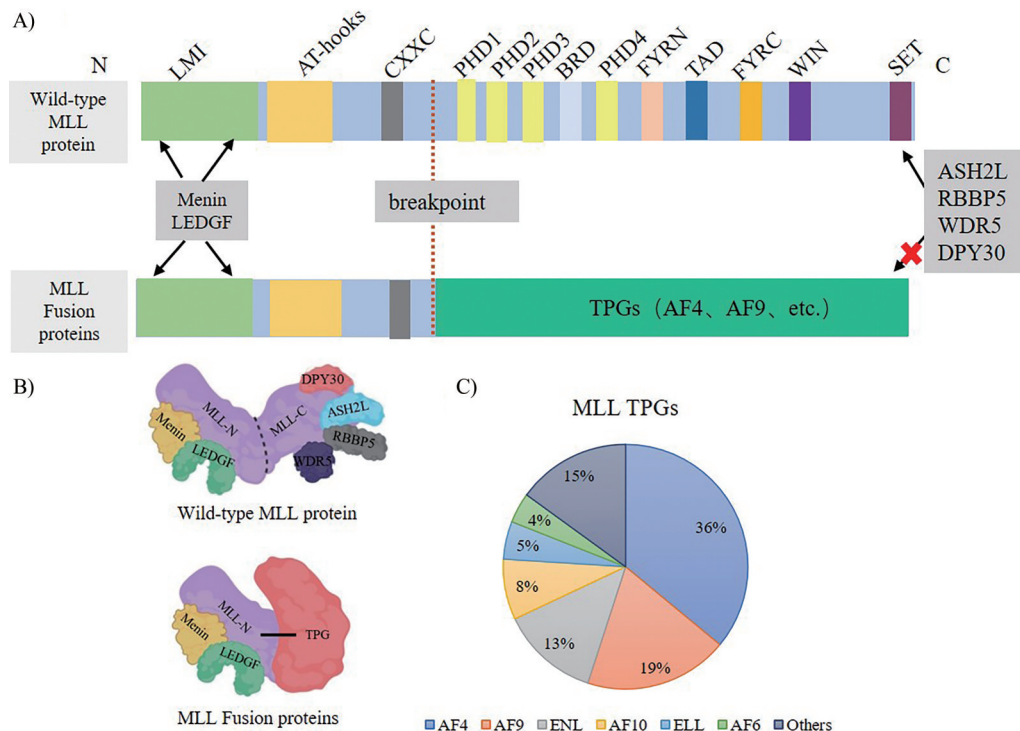 A)
N
LMI
AT-hooks
CXXC
PHD1
PHD2
PHD3
BRD
PHD4
FYRN
TAD
FYRC
WIN
SET
C
Wild-type
MLL
protein
Menin
LEDGF
breakpoint
ASH2L
RBBP5
WDR5
DPY30
MLL
Fusion
proteins
TPGs（AF4、AF9、etc.）
B)
DPY30
MLL-N
MLL-C
ASH2L
Menin
RBBP5
LEDGF
WDR5
Wild-type MLL protein
MLL-N
Menin
TPG
LEDGF
MLL Fusion proteins
C)
MLL TPGs
15%
36%
4%
5%
8%
13%
19%
AF4 AF9 ENL AF10 ELL AF6 Others